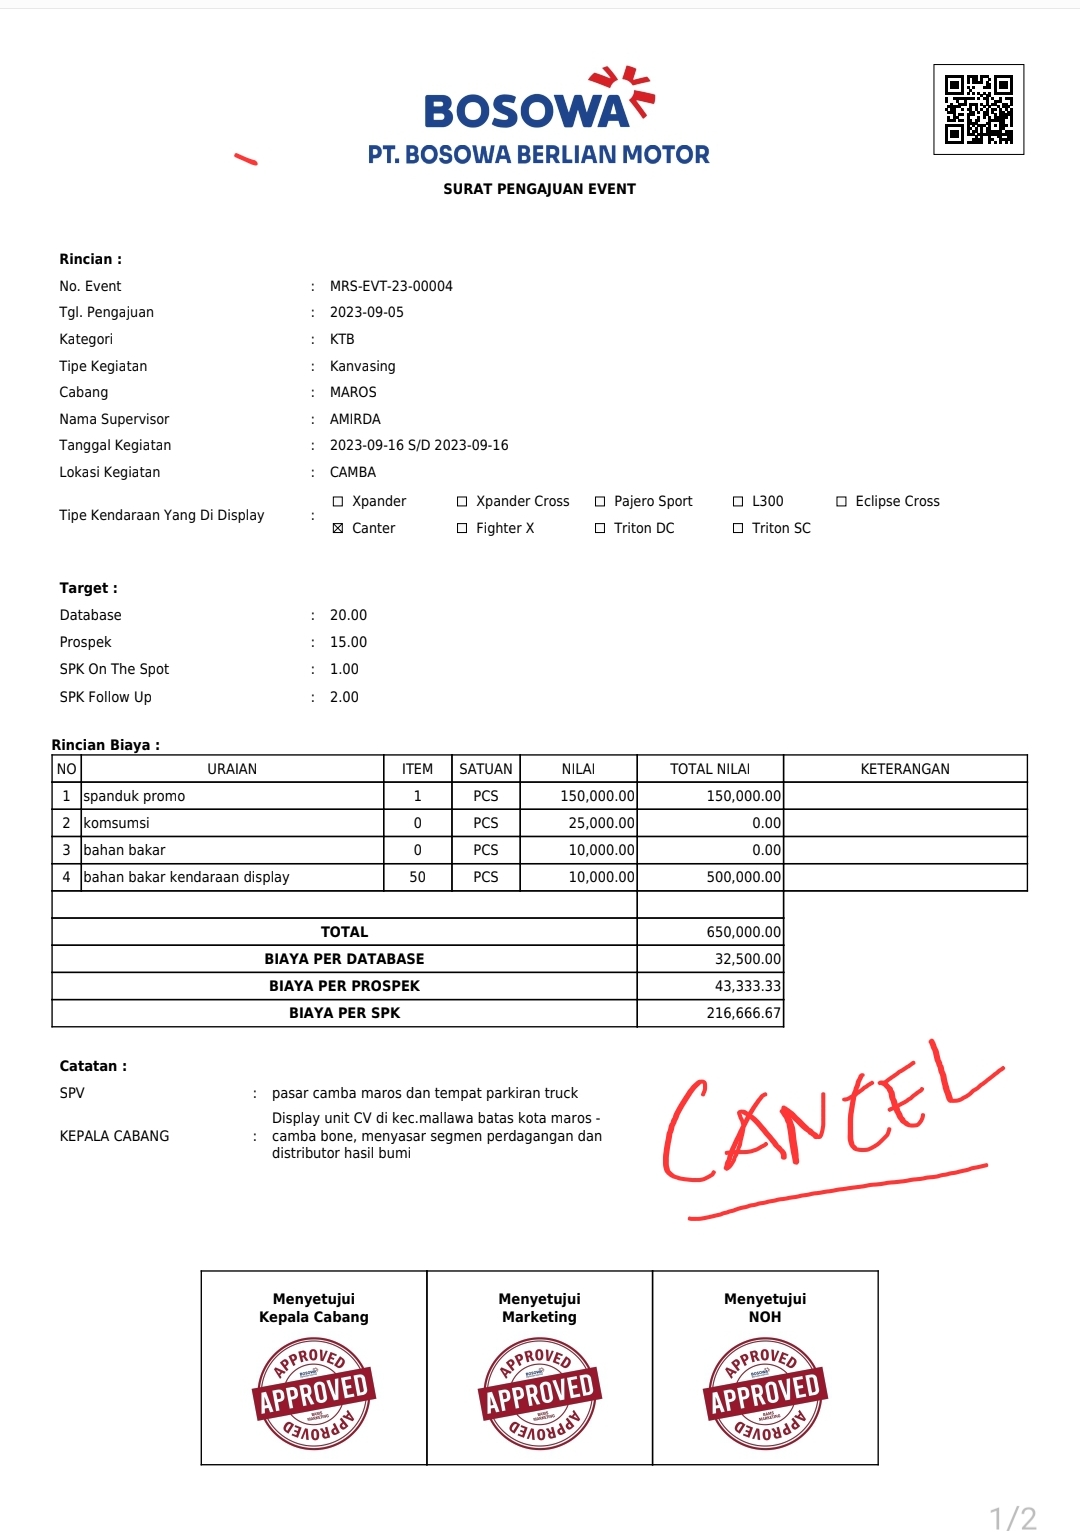 BOSOWA
PT. BOSOWA BERLIAN MOTOR
SURAT PENGAJUAN EVENT
Rincian :
No. Event : MRS-EVT-23-00004
Tgl. Pengajuan : 2023-09-05
Kategori : KTB
Tipe Kegiatan : Kanvasing
Cabang : MAROS
Nama Supervisor : AMIRDA
Tanggal Kegiatan : 2023-09-16 S/D 2023-09-16
Lokasi Kegiatan : CAMBA
Tipe Kendaraan Yang Di Display :
☐ Xpander ☐ Xpander Cross ☐ Pajero Sport ☐ L300 ☐ Eclipse Cross
☒ Canter ☐ Fighter X ☐ Triton DC ☐ Triton SC
Target :
Database : 20.00
Prospek : 15.00
SPK On The Spot : 1.00
SPK Follow Up : 2.00
Rincian Biaya :
NO URAIAN ITEM SATUAN NILAI TOTAL NILAI KETERANGAN
1 spanduk promo 1 PCS 150,000.00 150,000.00
2 komsumsi 0 PCS 25,000.00 0.00
3 bahan bakar 0 PCS 10,000.00 0.00
4 bahan bakar kendaraan display 50 PCS 10,000.00 500,000.00
TOTAL 650,000.00
BIAYA PER DATABASE 32,500.00
BIAYA PER PROSPEK 43,333.33
BIAYA PER SPK 216,666.67
Catatan :
SPV : pasar camba maros dan tempat parkiran truck
KEPALA CABANG : Display unit CV di kec.mallawa batas kota maros -
camba bone, menyasar segmen perdagangan dan
distributor hasil bumi
CANCEL
Menyetujui Menyetujui Menyetujui
Kepala Cabang Marketing NOH
APPROVED APPROVED APPROVED
APPROVED APPROVED APPROVED
APPROVED APPROVED APPROVED
1/2